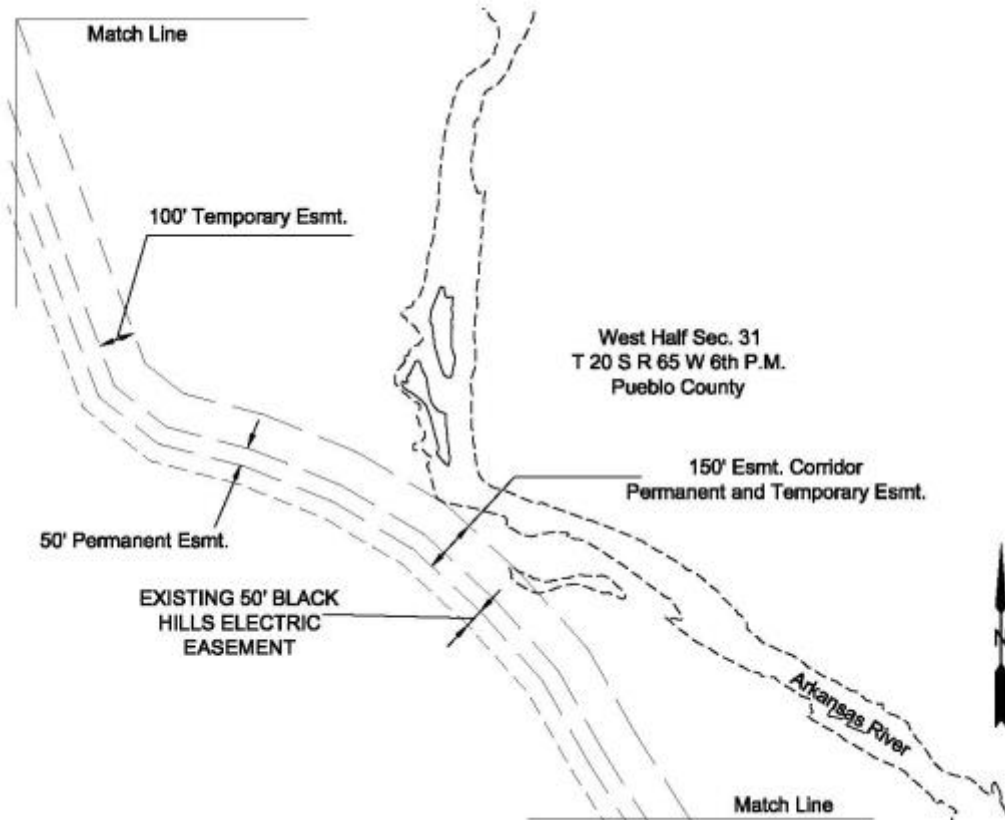 Match Line
100' Temporary Esmt.
West Half Sec. 31
T 20 S R 65 W 6th P.M.
Pueblo County
150' Esmt. Corridor
Permanent and Temporary Esmt.
50' Permanent Esmt.
EXISTING 50' BLACK
HILLS ELECTRIC
EASEMENT
N
Arkansas River
Match Line